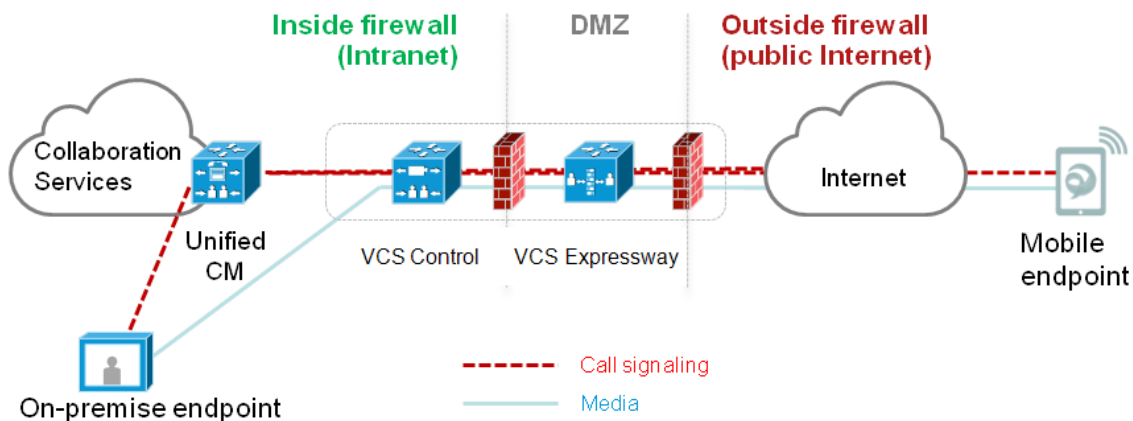 Inside firewall
(Intranet)
DMZ
Outside firewall
(public Internet)
Collaboration
Services
Unified
CM
VCS Control
VCS Expressway
Internet
Mobile
endpoint
On-premise endpoint
Call signaling
Media